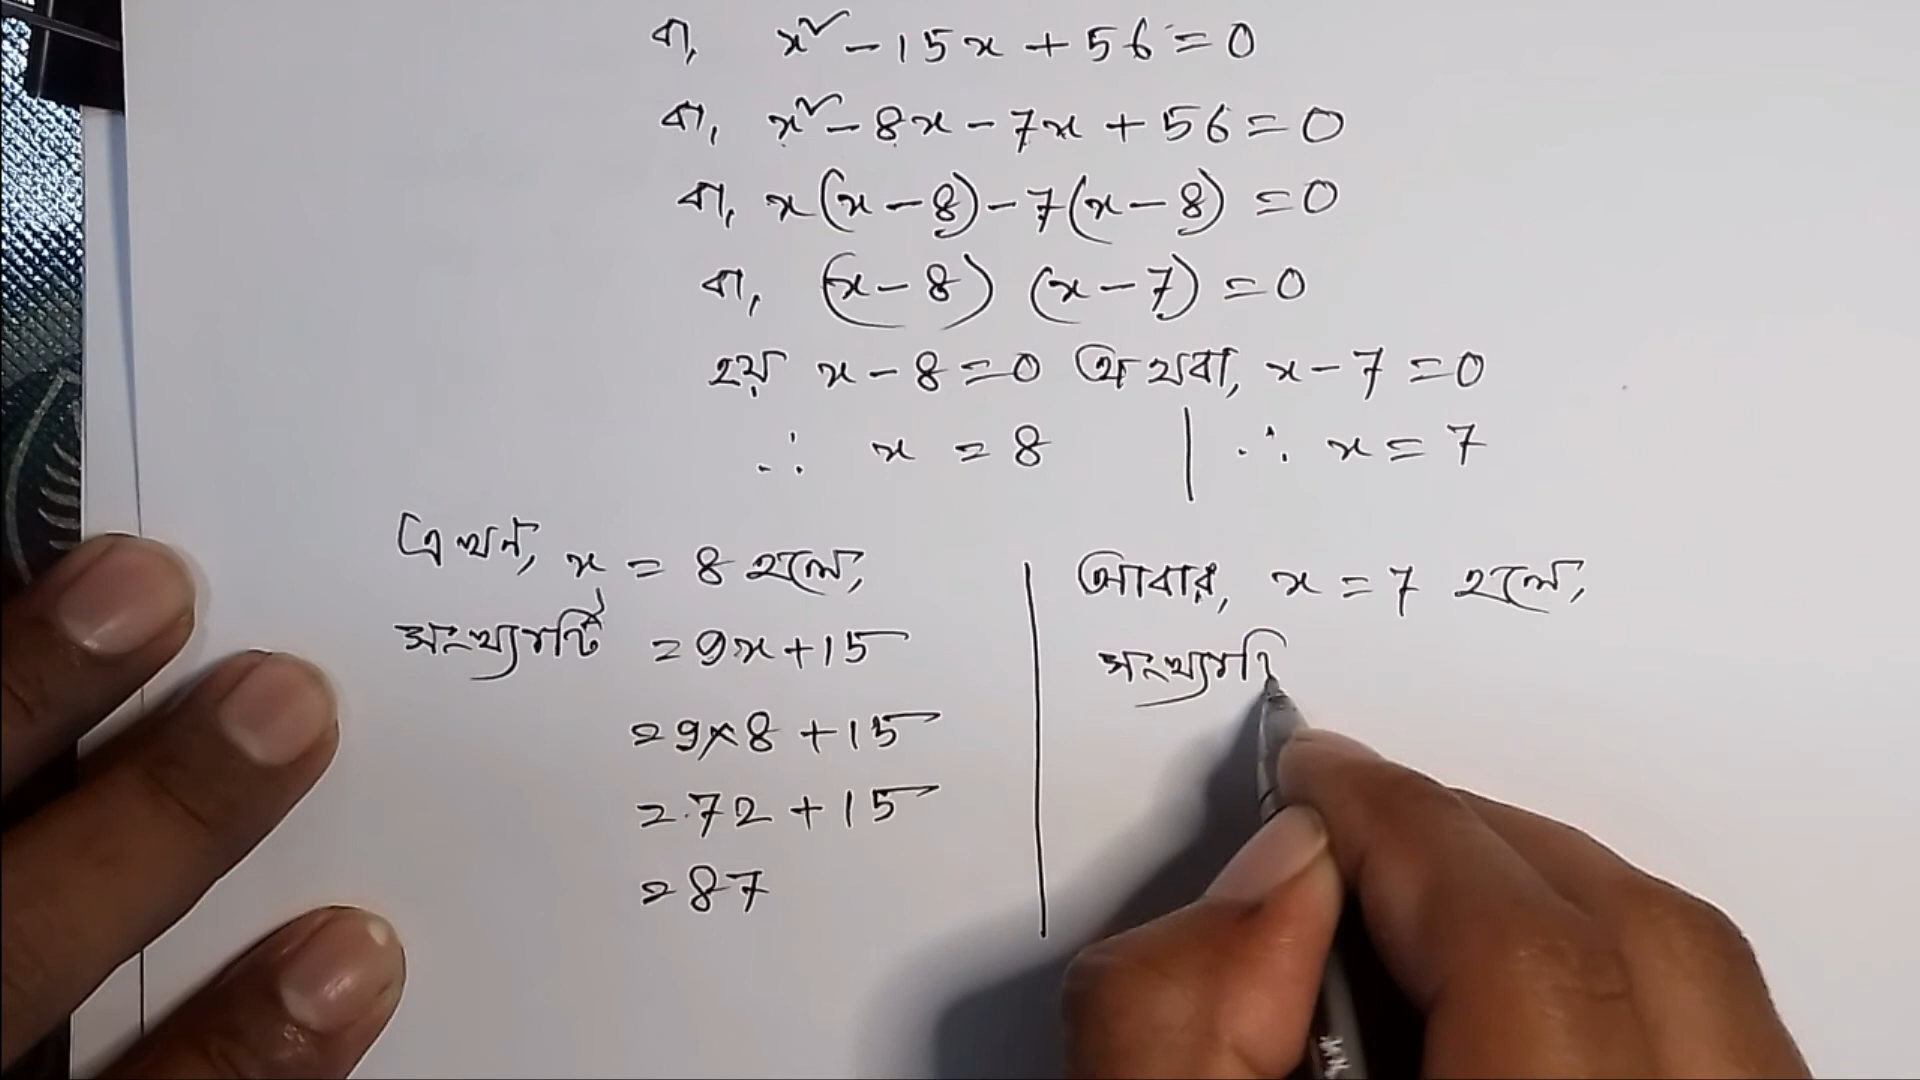 বা, x² - 15x + 56 = 0
বা, x² - 8x - 7x + 56 = 0
বা, x(x - 8) - 7(x - 8) = 0
বা, (x - 8) (x - 7) = 0
হয় x - 8 = 0 অথবা, x - 7 = 0
∴ x = 8 | ∴ x = 7
এখন, x = 8 হলে,
সংখ্যাটি = 9x + 15
= 9 × 8 + 15
= 72 + 15
= 87
আবার, x = 7 হলে,
সংখ্যাটি